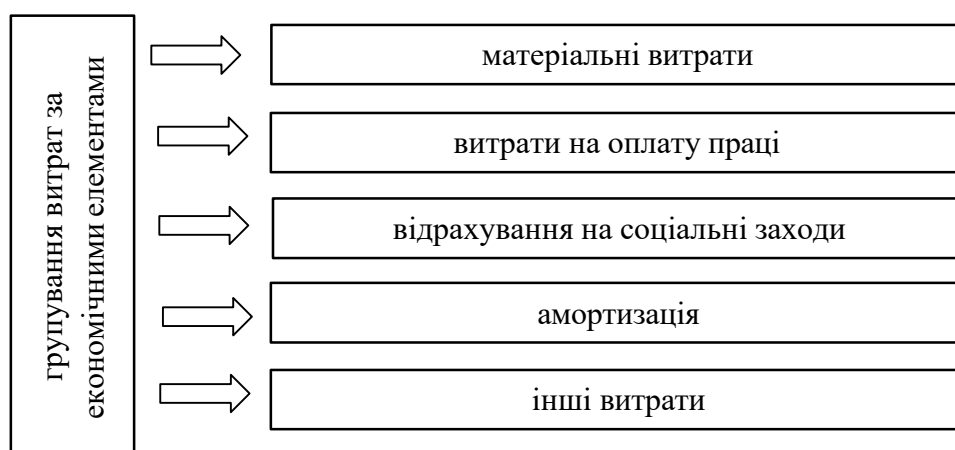 групування витрат за
економічними елементами
матеріальні витрати
витрати на оплату праці
відрахування на соціальні заходи
амортизація
інші витрати